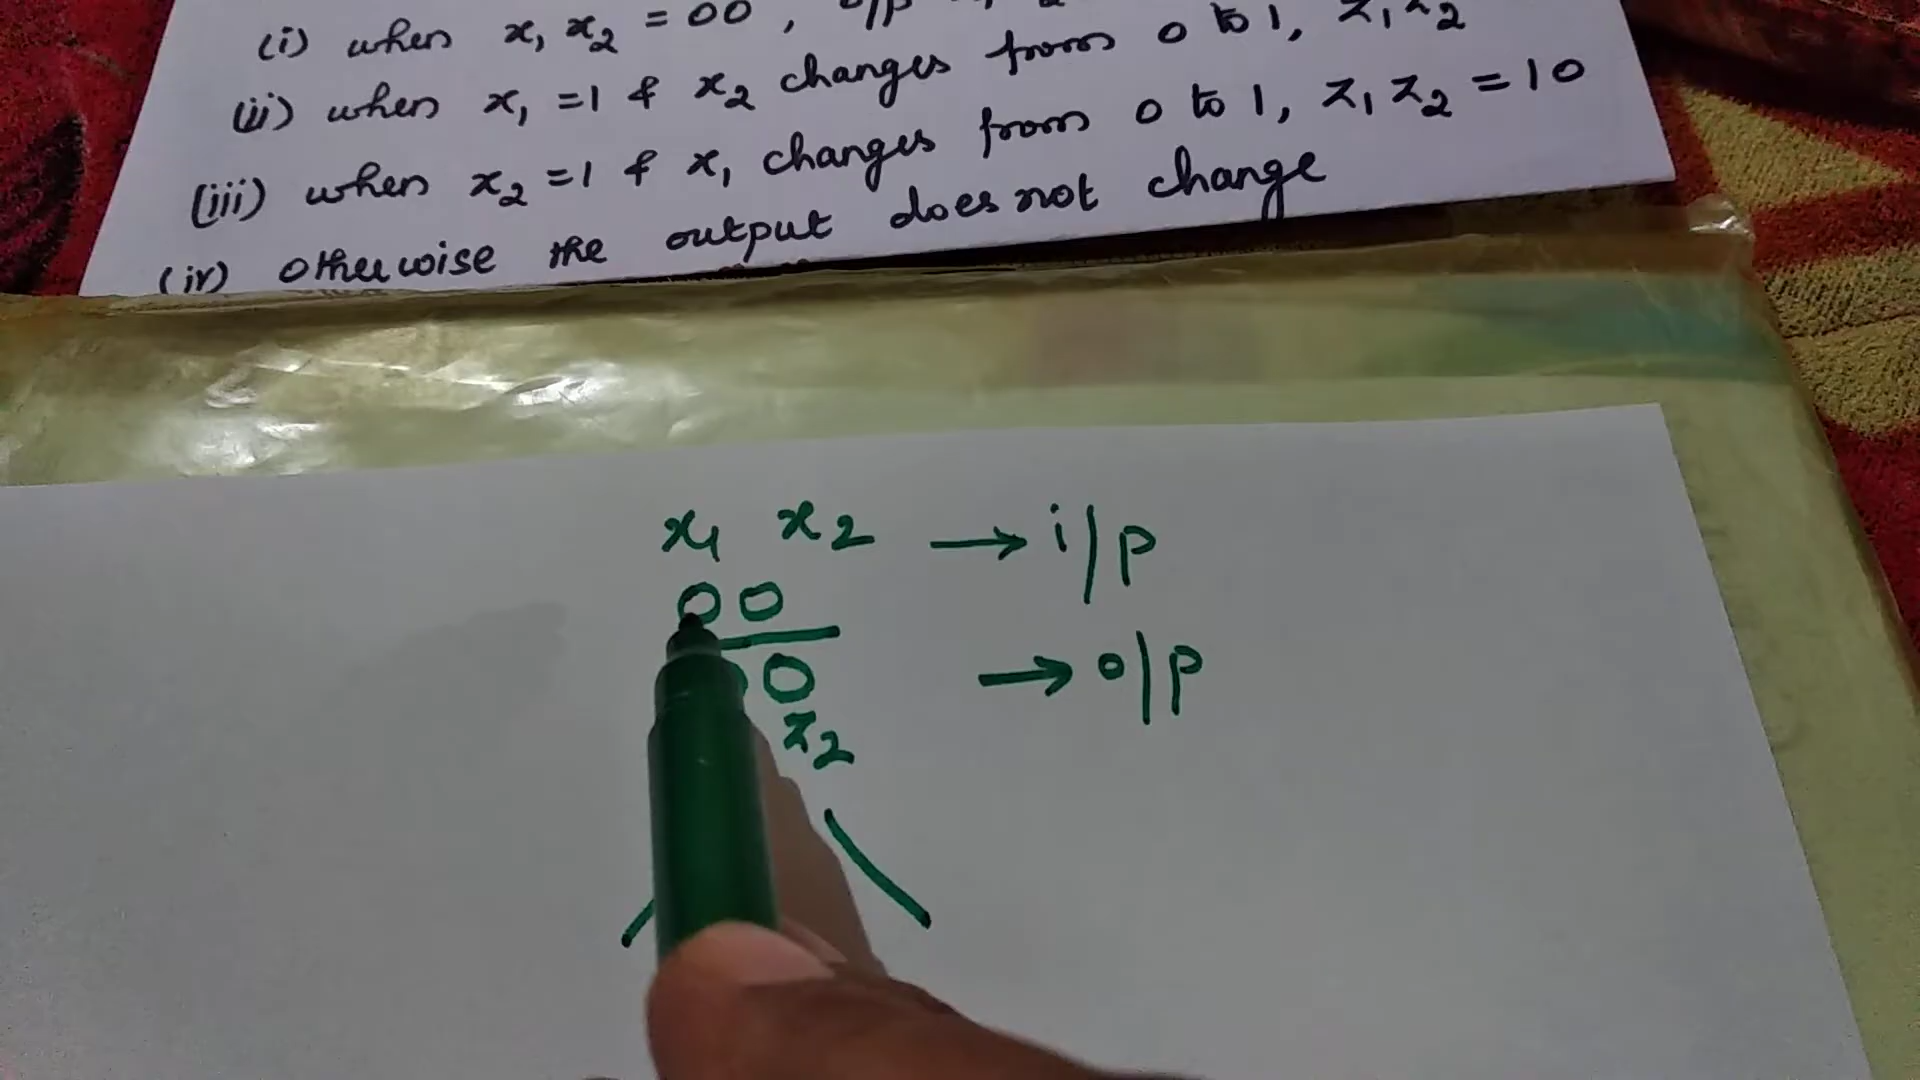 (i) when x₁ x₂ = 00, o/p
(ii) when x₁ = 1 & x₂ changes from 0 to 1, z₁ z₂
(iii) when x₂ = 1 & x₁ changes from 0 to 1, z₁ z₂ = 10
(iv) otherwise the output does not change
x₁ x₂ → i/p
00
0 → o/p
z₂